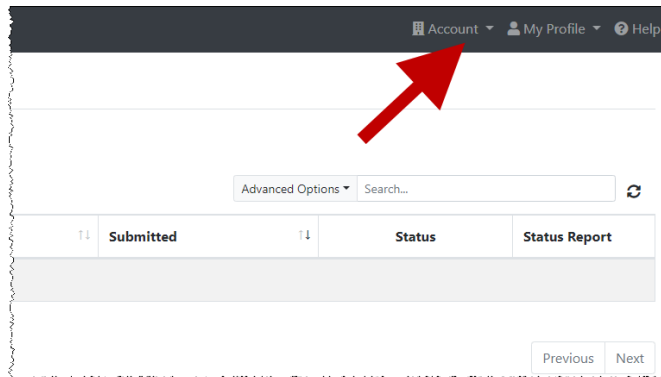 Account My Profile Help
Advanced Options Search...
Submitted Status Status Report
Previous Next